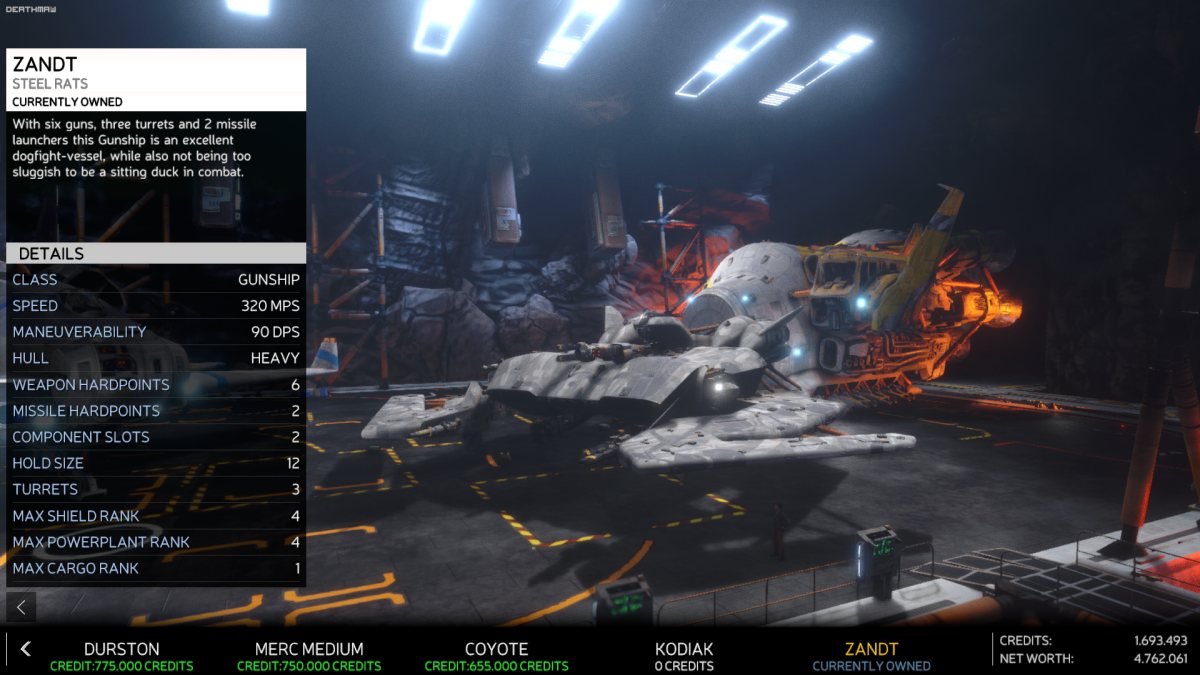 DEATHMAW
ZANDT
STEEL RATS
CURRENTLY OWNED
With six guns, three turrets and 2 missile
launchers this Gunship is an excellent
dogfight-vessel, while also not being too
sluggish to be a sitting duck in combat.
DETAILS
CLASS GUNSHIP
SPEED 320 MPS
MANEUVERABILITY 90 DPS
HULL HEAVY
WEAPON HARDPOINTS 6
MISSILE HARDPOINTS 2
COMPONENT SLOTS 2
HOLD SIZE 12
TURRETS 3
MAX SHIELD RANK 4
MAX POWERPLANT RANK 4
MAX CARGO RANK 1
DURSTON MERC MEDIUM COYOTE KODIAK ZANDT
CREDIT:775.000 CREDITS CREDIT:750.000 CREDITS CREDIT:655.000 CREDITS 0 CREDITS CURRENTLY OWNED
CREDITS: 1.693.493
NET WORTH: 4.762.061